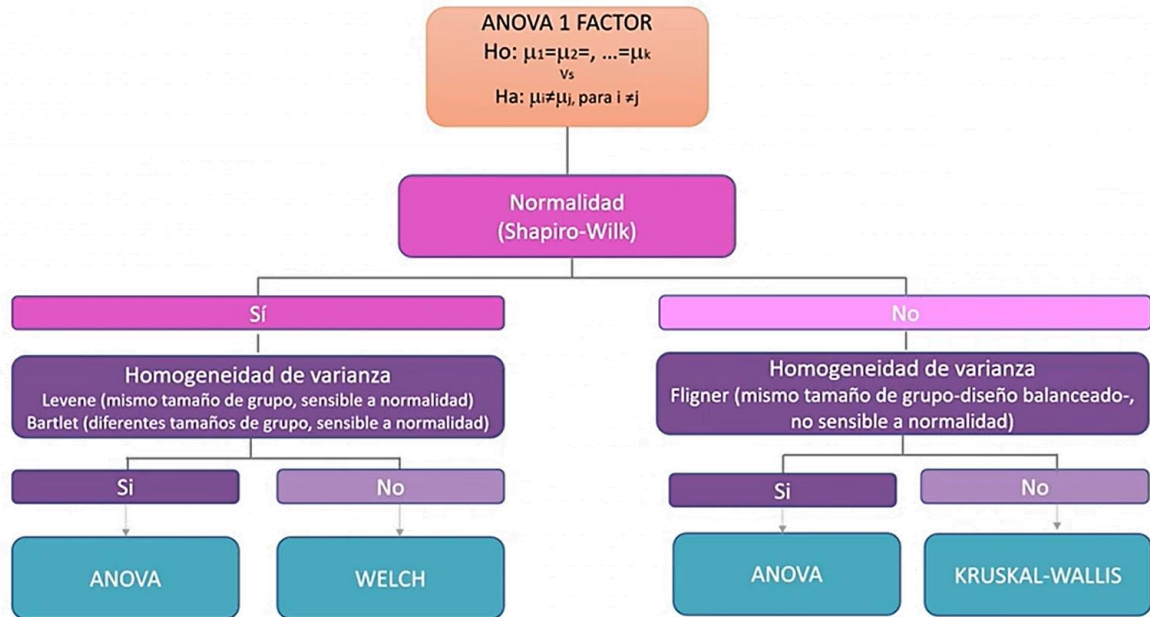 ANOVA 1 FACTOR
Ho: μ₁=μ₂=, ...=μₖ
Vs
Ha: μᵢ≠μⱼ, para i ≠j
Normalidad
(Shapiro-Wilk)
Sí
No
Homogeneidad de varianza
Levene (mismo tamaño de grupo, sensible a normalidad)
Bartlet (diferentes tamaños de grupo, sensible a normalidad)
Homogeneidad de varianza
Fligner (mismo tamaño de grupo-diseño balanceado-,
no sensible a normalidad)
Si
No
Si
No
ANOVA
WELCH
ANOVA
KRUSKAL-WALLIS